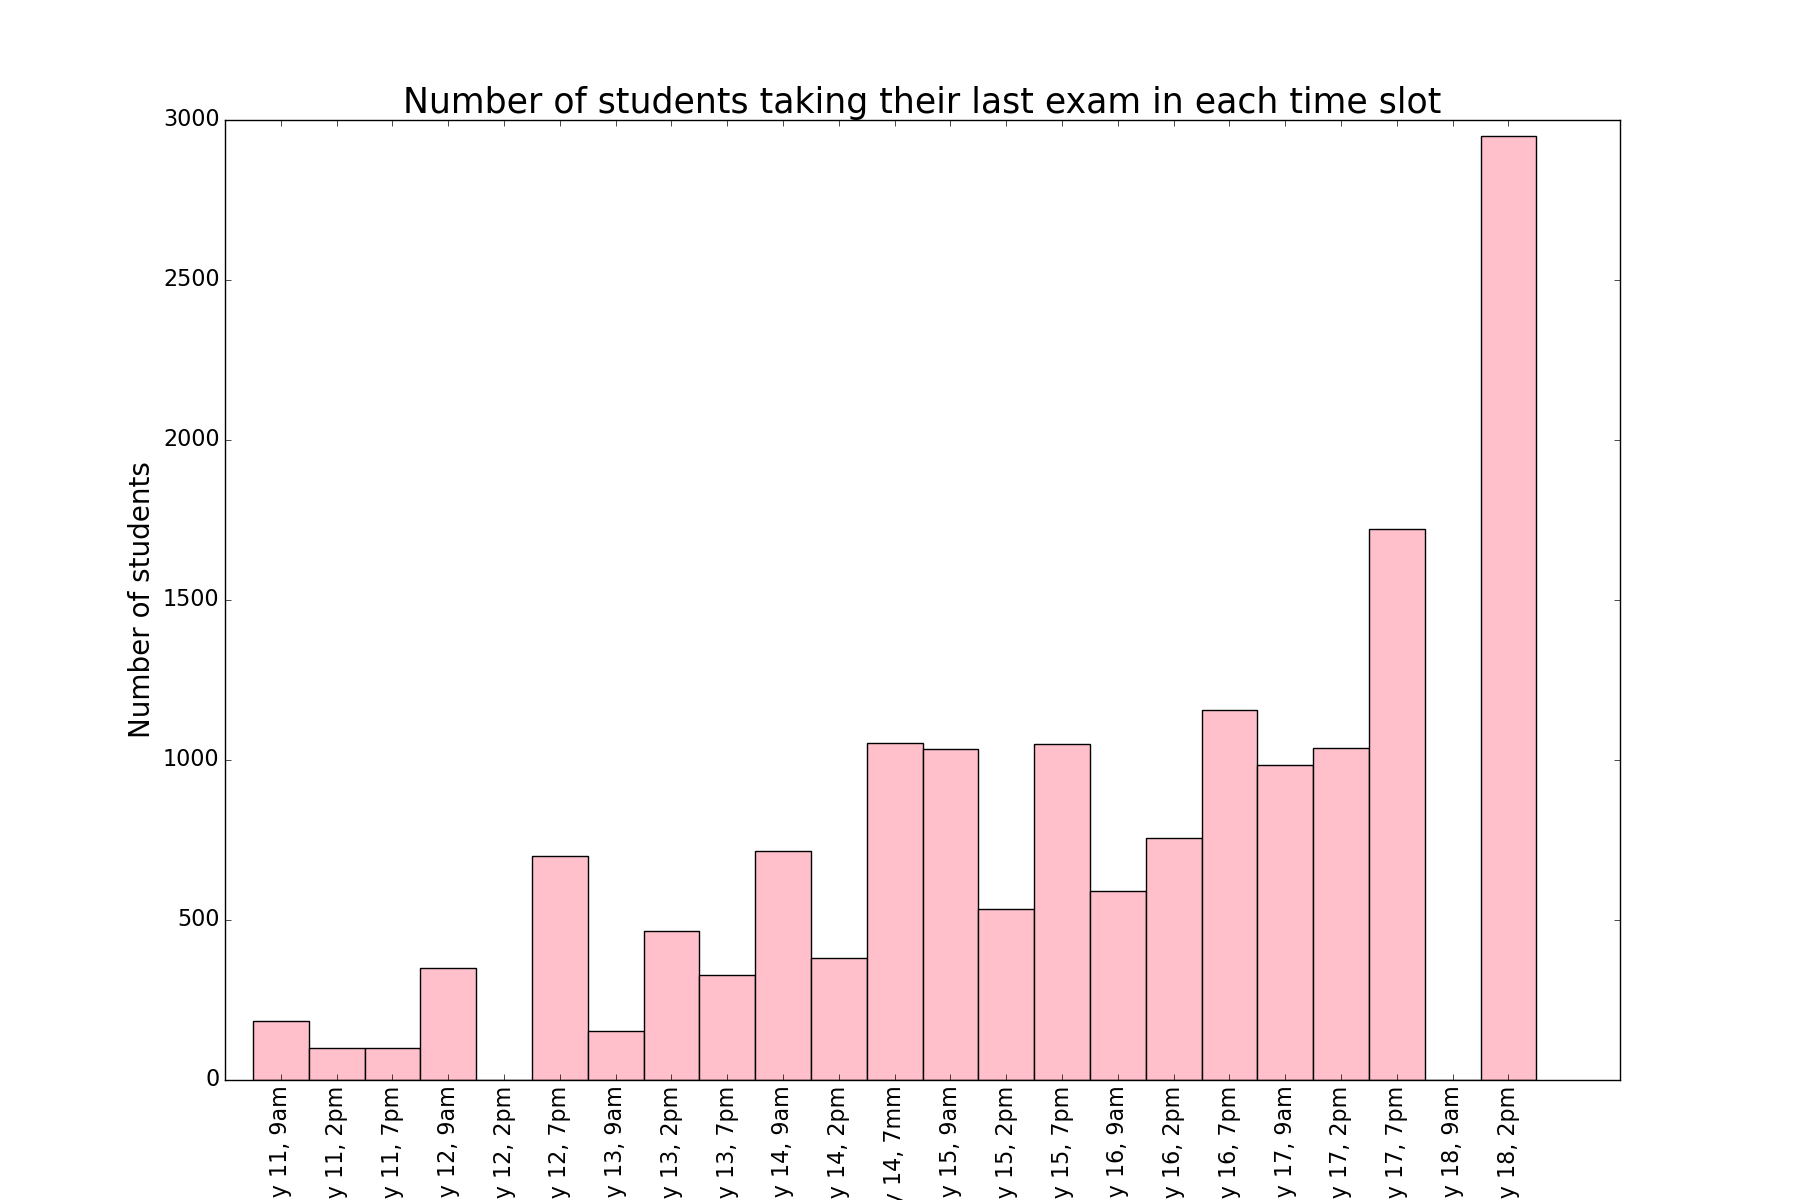 Number of students taking their last exam in each time slot
Number of students
3000
2500
2000
1500
1000
500
0
y 11, 9am
y 11, 2pm
y 11, 7pm
y 12, 9am
y 12, 2pm
y 12, 7pm
y 13, 9am
y 13, 2pm
y 13, 7pm
y 14, 9am
y 14, 2pm
y 14, 7mm
y 15, 9am
y 15, 2pm
y 15, 7pm
y 16, 9am
y 16, 2pm
y 16, 7pm
y 17, 9am
y 17, 2pm
y 17, 7pm
y 18, 9am
y 18, 2pm